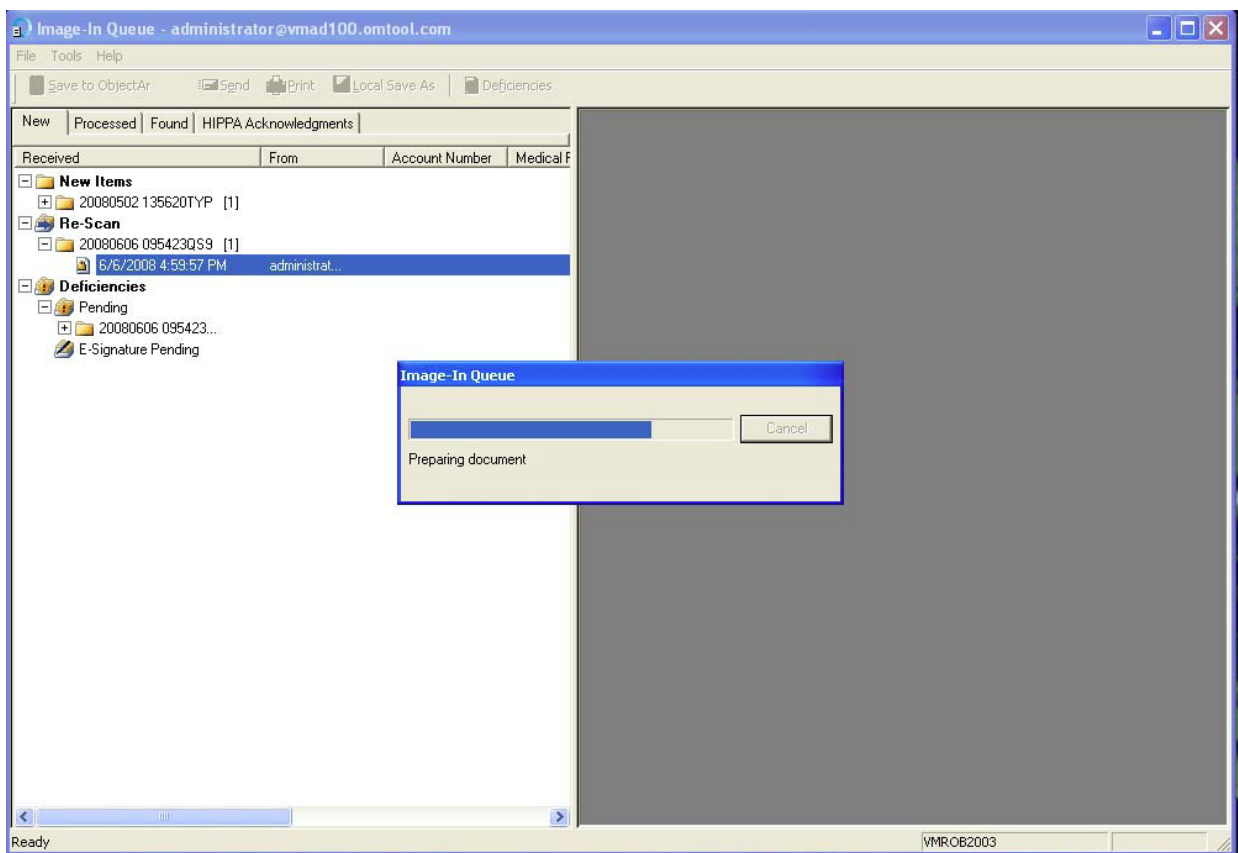 Image-In Queue - administrator@vmad100.omtool.com
File Tools Help
Save to ObjectAr Send Print Local Save As Deficiencies
New Processed Found HIPPA Acknowledgments
Received From Account Number Medical F
New Items
20080502 135620TYP [1]
Re-Scan
20080606 095423QS9 [1]
6/6/2008 4:59:57 PM administrat...
Deficiencies
Pending
20080606 095423...
E-Signature Pending
Image-In Queue
Cancel
Preparing document
Ready VMROB2003